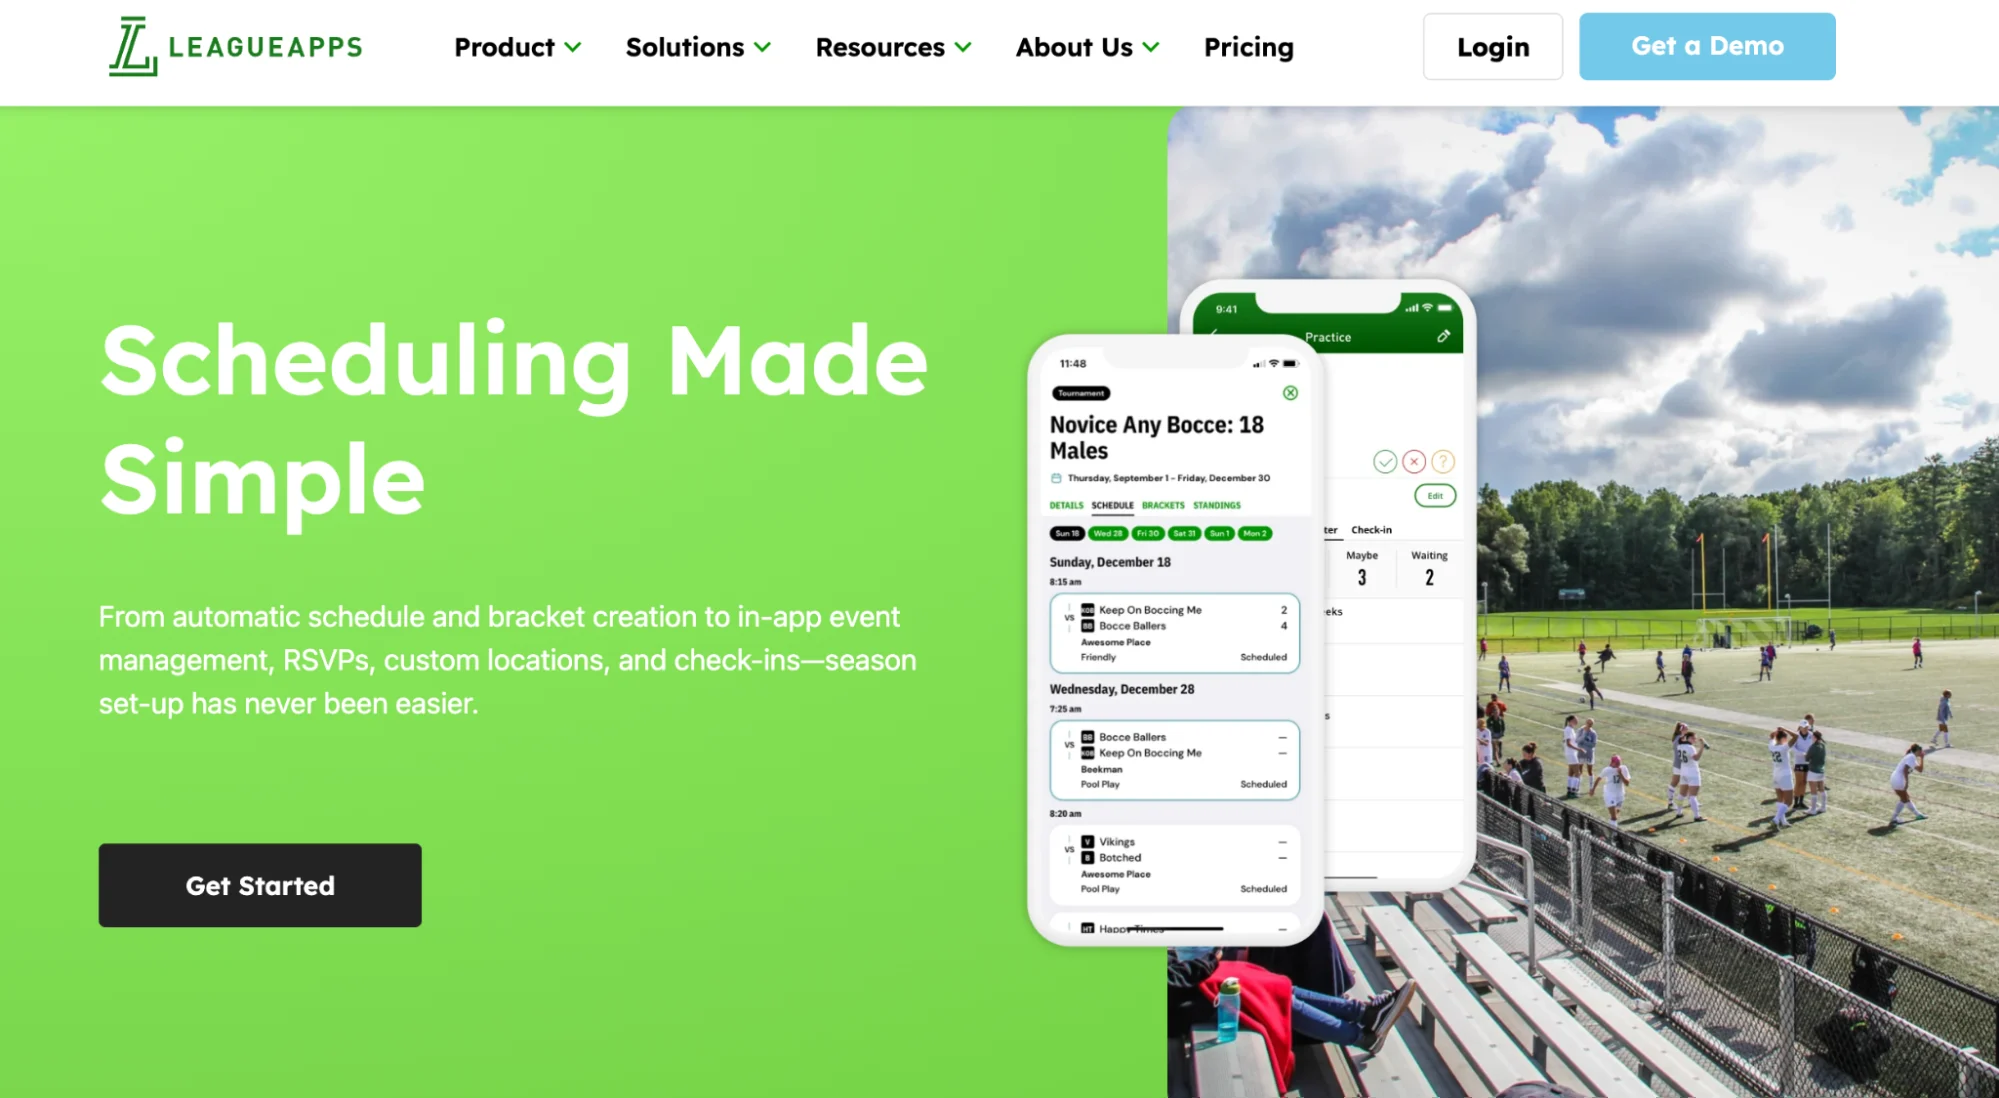 LEAGUEAPPS
Product
Solutions
Resources
About Us
Pricing
Login
Get a Demo
Scheduling Made
Simple
From automatic schedule and bracket creation to in-app event
management, RSVPs, custom locations, and check-ins—season
set-up has never been easier.
Get Started
11:48
Tournament
Novice Any Bocce: 18
Males
Thursday, September 1 - Friday, December 30
DETAILS SCHEDULE BRACKETS STANDINGS
Sun 18 Wed 28 Fri 30 Sat 31 Sun 1 Mon 2
Sunday, December 18
8:15 am
KOB Keep On Boccing Me 2
VS
BB Bocce Ballers 4
Awesome Place
Friendly Scheduled
Wednesday, December 28
7:25 am
BB Bocce Ballers —
VS
KOB Keep On Boccing Me —
Beekman
Pool Play Scheduled
8:20 am
V Vikings —
VS
B Botched —
Awesome Place
Pool Play Scheduled
HT Happy Times —
9:41
Practice
Edit
Check-in
Maybe Waiting
3 2